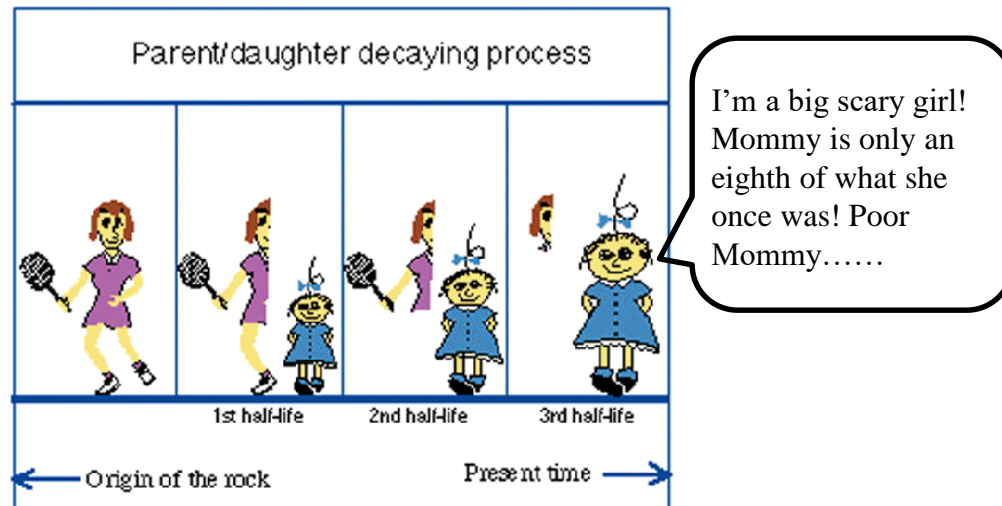 Parent/daughter decaying process
I’m a big scary girl!
Mommy is only an
eighth of what she
once was! Poor
Mommy……
1st half-life
2nd half-life
3rd half-life
Origin of the rock
Present time